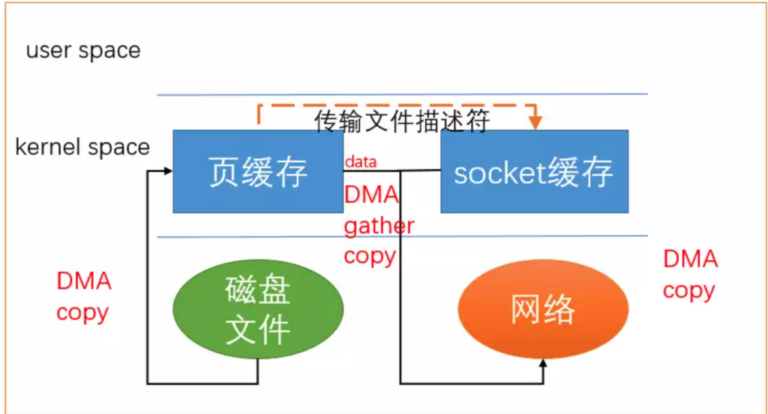 user space
传输文件描述符
kernel space
页缓存
data
socket缓存
DMA
gather
copy
DMA
copy
磁盘
文件
网络
DMA
copy